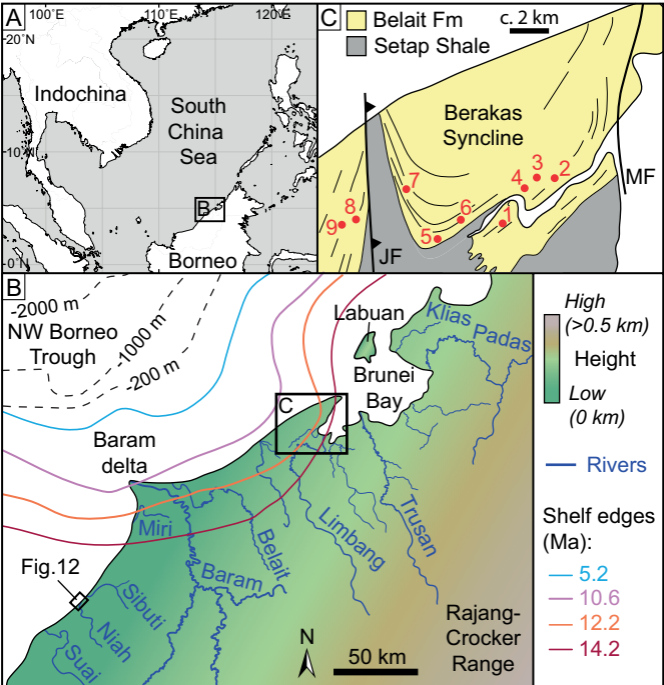 A
100°E
110°E
120°E
20°N
10°N
0°N
Indochina
South
China
Sea
B
Borneo
C
Belait Fm
Setap Shale
c. 2 km
Berakas
Syncline
1
2
3
4
5
6
7
8
9
JF
MF
B
-2000 m
-1000 m
-200 m
NW Borneo
Trough
Labuan
Klias
Padas
Brunei
Bay
C
Baram
delta
Miri
Baram
Belait
Limbang
Trusan
Fig.12
Sibuti
Niah
Suai
N
50 km
Rajang-
Crocker
Range
High
(>0.5 km)
Height
Low
(0 km)
Rivers
Shelf edges
(Ma):
5.2
10.6
12.2
14.2